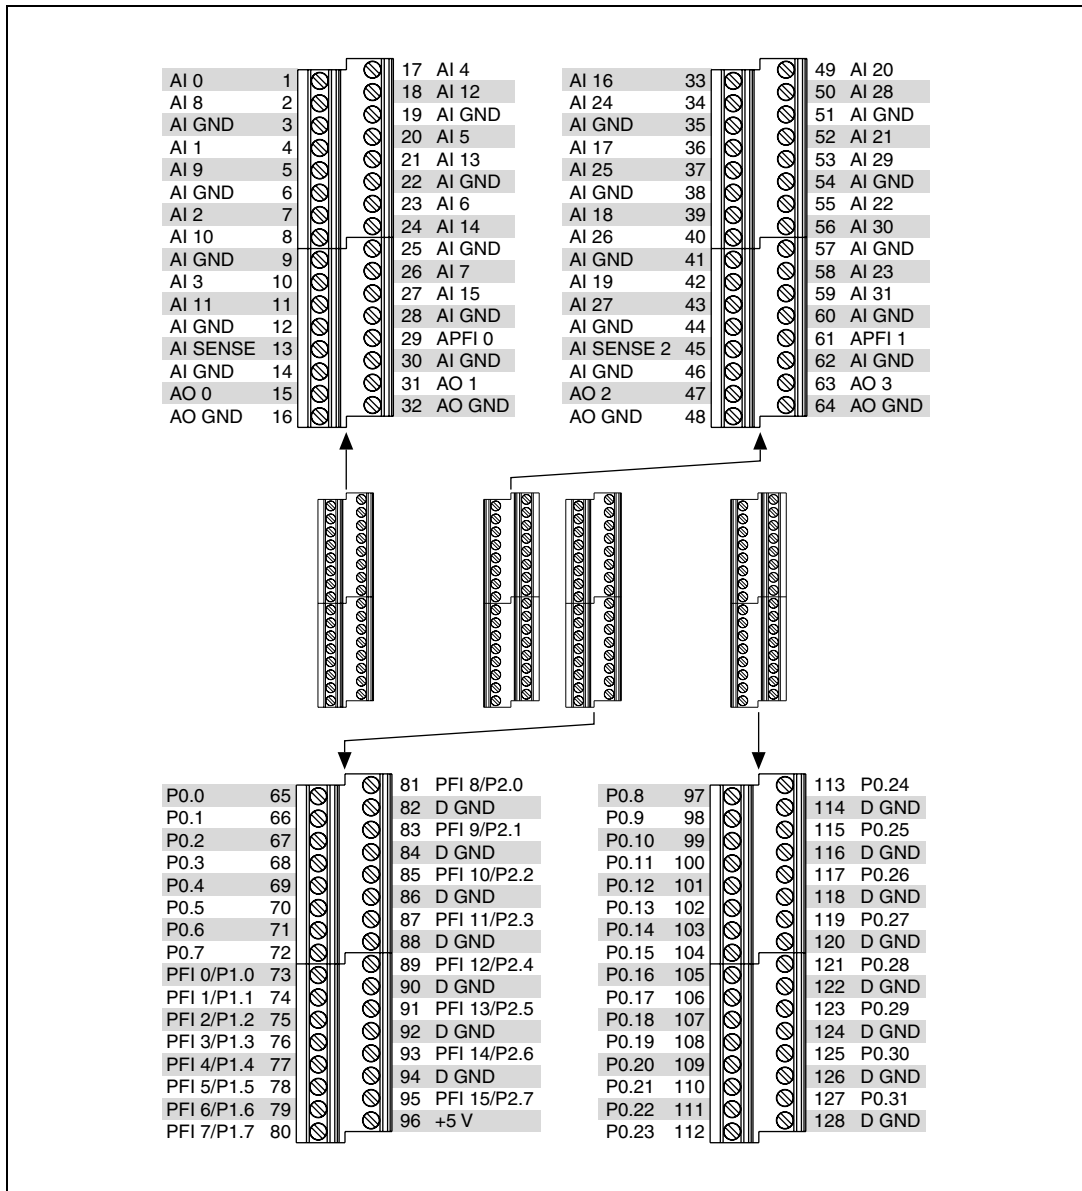 AI 0 1
AI 8 2
AI GND 3
AI 1 4
AI 9 5
AI GND 6
AI 2 7
AI 10 8
AI GND 9
AI 3 10
AI 11 11
AI GND 12
AI SENSE 13
AI GND 14
AO 0 15
AO GND 16
17 AI 4
18 AI 12
19 AI GND
20 AI 5
21 AI 13
22 AI GND
23 AI 6
24 AI 14
25 AI GND
26 AI 7
27 AI 15
28 AI GND
29 APFI 0
30 AI GND
31 AO 1
32 AO GND
AI 16 33
AI 24 34
AI GND 35
AI 17 36
AI 25 37
AI GND 38
AI 18 39
AI 26 40
AI GND 41
AI 19 42
AI 27 43
AI GND 44
AI SENSE 2 45
AI GND 46
AO 2 47
AO GND 48
49 AI 20
50 AI 28
51 AI GND
52 AI 21
53 AI 29
54 AI GND
55 AI 22
56 AI 30
57 AI GND
58 AI 23
59 AI 31
60 AI GND
61 APFI 1
62 AI GND
63 AO 3
64 AO GND
P0.0 65
P0.1 66
P0.2 67
P0.3 68
P0.4 69
P0.5 70
P0.6 71
P0.7 72
PFI 0/P1.0 73
PFI 1/P1.1 74
PFI 2/P1.2 75
PFI 3/P1.3 76
PFI 4/P1.4 77
PFI 5/P1.5 78
PFI 6/P1.6 79
PFI 7/P1.7 80
81 PFI 8/P2.0
82 D GND
83 PFI 9/P2.1
84 D GND
85 PFI 10/P2.2
86 D GND
87 PFI 11/P2.3
88 D GND
89 PFI 12/P2.4
90 D GND
91 PFI 13/P2.5
92 D GND
93 PFI 14/P2.6
94 D GND
95 PFI 15/P2.7
96 +5 V
P0.8 97
P0.9 98
P0.10 99
P0.11 100
P0.12 101
P0.13 102
P0.14 103
P0.15 104
P0.16 105
P0.17 106
P0.18 107
P0.19 108
P0.20 109
P0.21 110
P0.22 111
P0.23 112
113 P0.24
114 D GND
115 P0.25
116 D GND
117 P0.26
118 D GND
119 P0.27
120 D GND
121 P0.28
122 D GND
123 P0.29
124 D GND
125 P0.30
126 D GND
127 P0.31
128 D GND